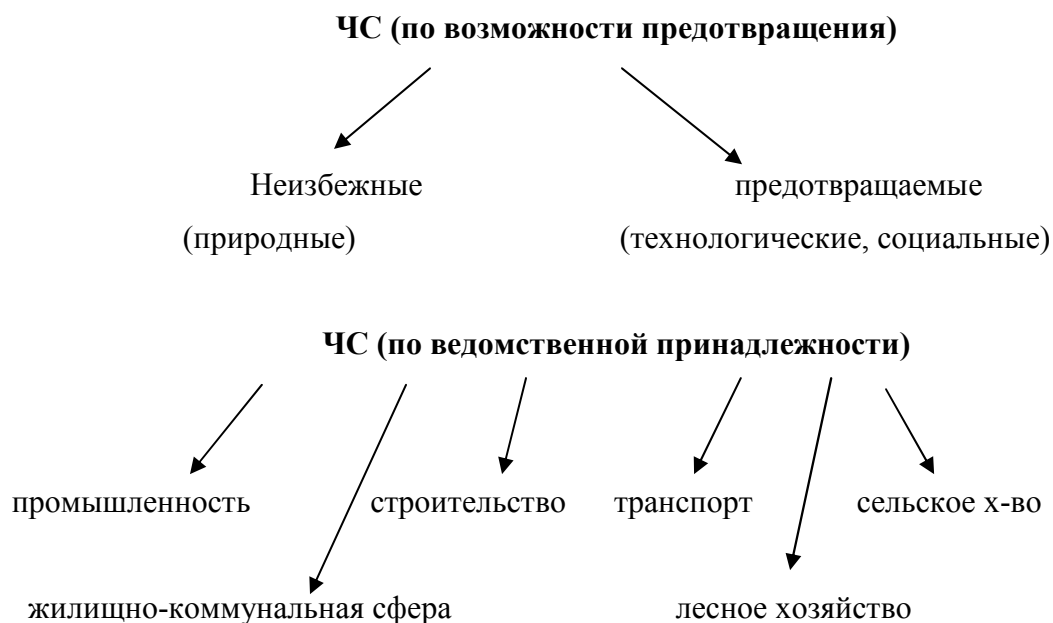 ЧС (по возможности предотвращения)
Неизбежные предотвращаемые
(природные) (технологические, социальные)
ЧС (по ведомственной принадлежности)
промышленность строительство транспорт сельское х-во
жилищно-коммунальная сфера лесное хозяйство